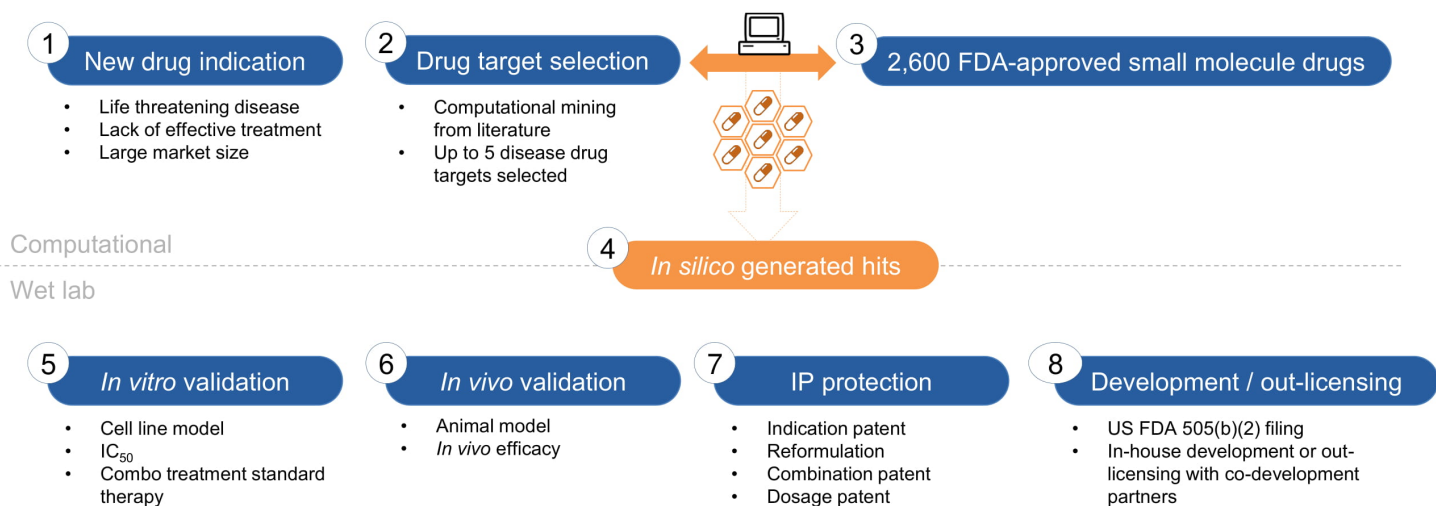 1
New drug indication
• Life threatening disease
• Lack of effective treatment
• Large market size
2
Drug target selection
• Computational mining
from literature
• Up to 5 disease drug
targets selected
3
2,600 FDA-approved small molecule drugs
Computational
4
In silico generated hits
Wet lab
5
In vitro validation
• Cell line model
• IC₅₀
• Combo treatment standard
therapy
6
In vivo validation
• Animal model
• In vivo efficacy
7
IP protection
• Indication patent
• Reformulation
• Combination patent
• Dosage patent
8
Development / out-licensing
• US FDA 505(b)(2) filing
• In-house development or out-
licensing with co-development
partners